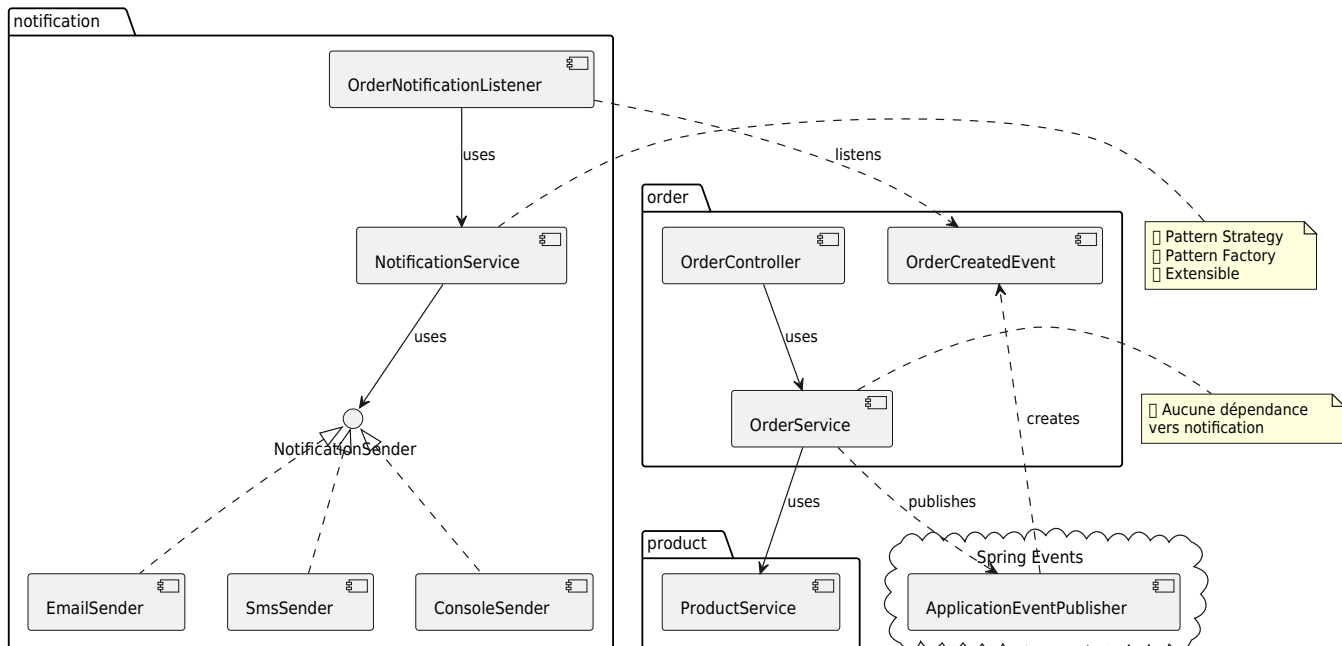 notification
OrderNotificationListener
uses
listens
order
NotificationService
OrderController
OrderCreatedEvent
Pattern Strategy
Pattern Factory
Extensible
uses
uses
OrderService
creates
Aucune dépendance
vers notification
NotificationSender
uses
publishes
product
Spring Events
EmailSender
SmsSender
ConsoleSender
ProductService
ApplicationEventPublisher